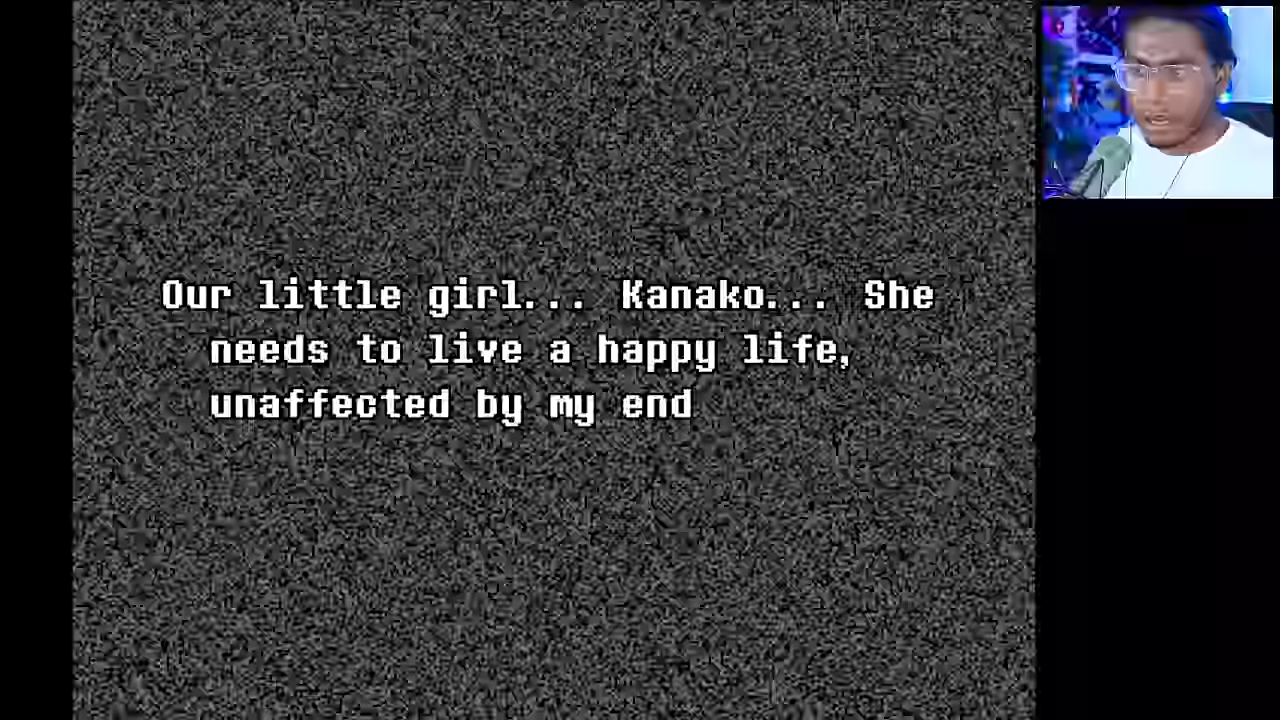 Our little girl... Kanako... She
needs to live a happy life,
unaffected by my end